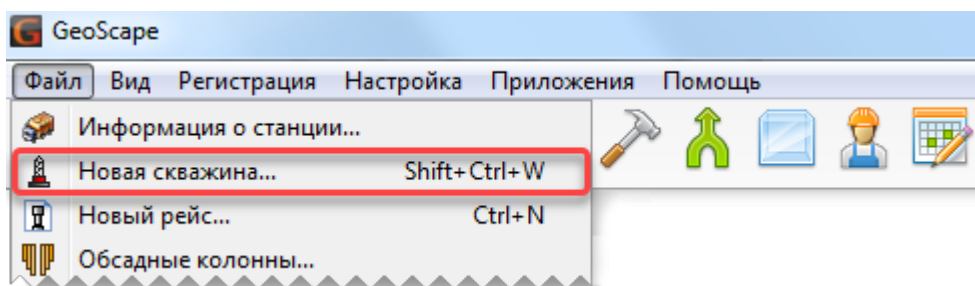 GeoScape
Файл Вид Регистрация Настройка Приложения Помощь
Информация о станции...
Новая скважина... Shift+Ctrl+W
Новый рейс... Ctrl+N
Обсадные колонны...